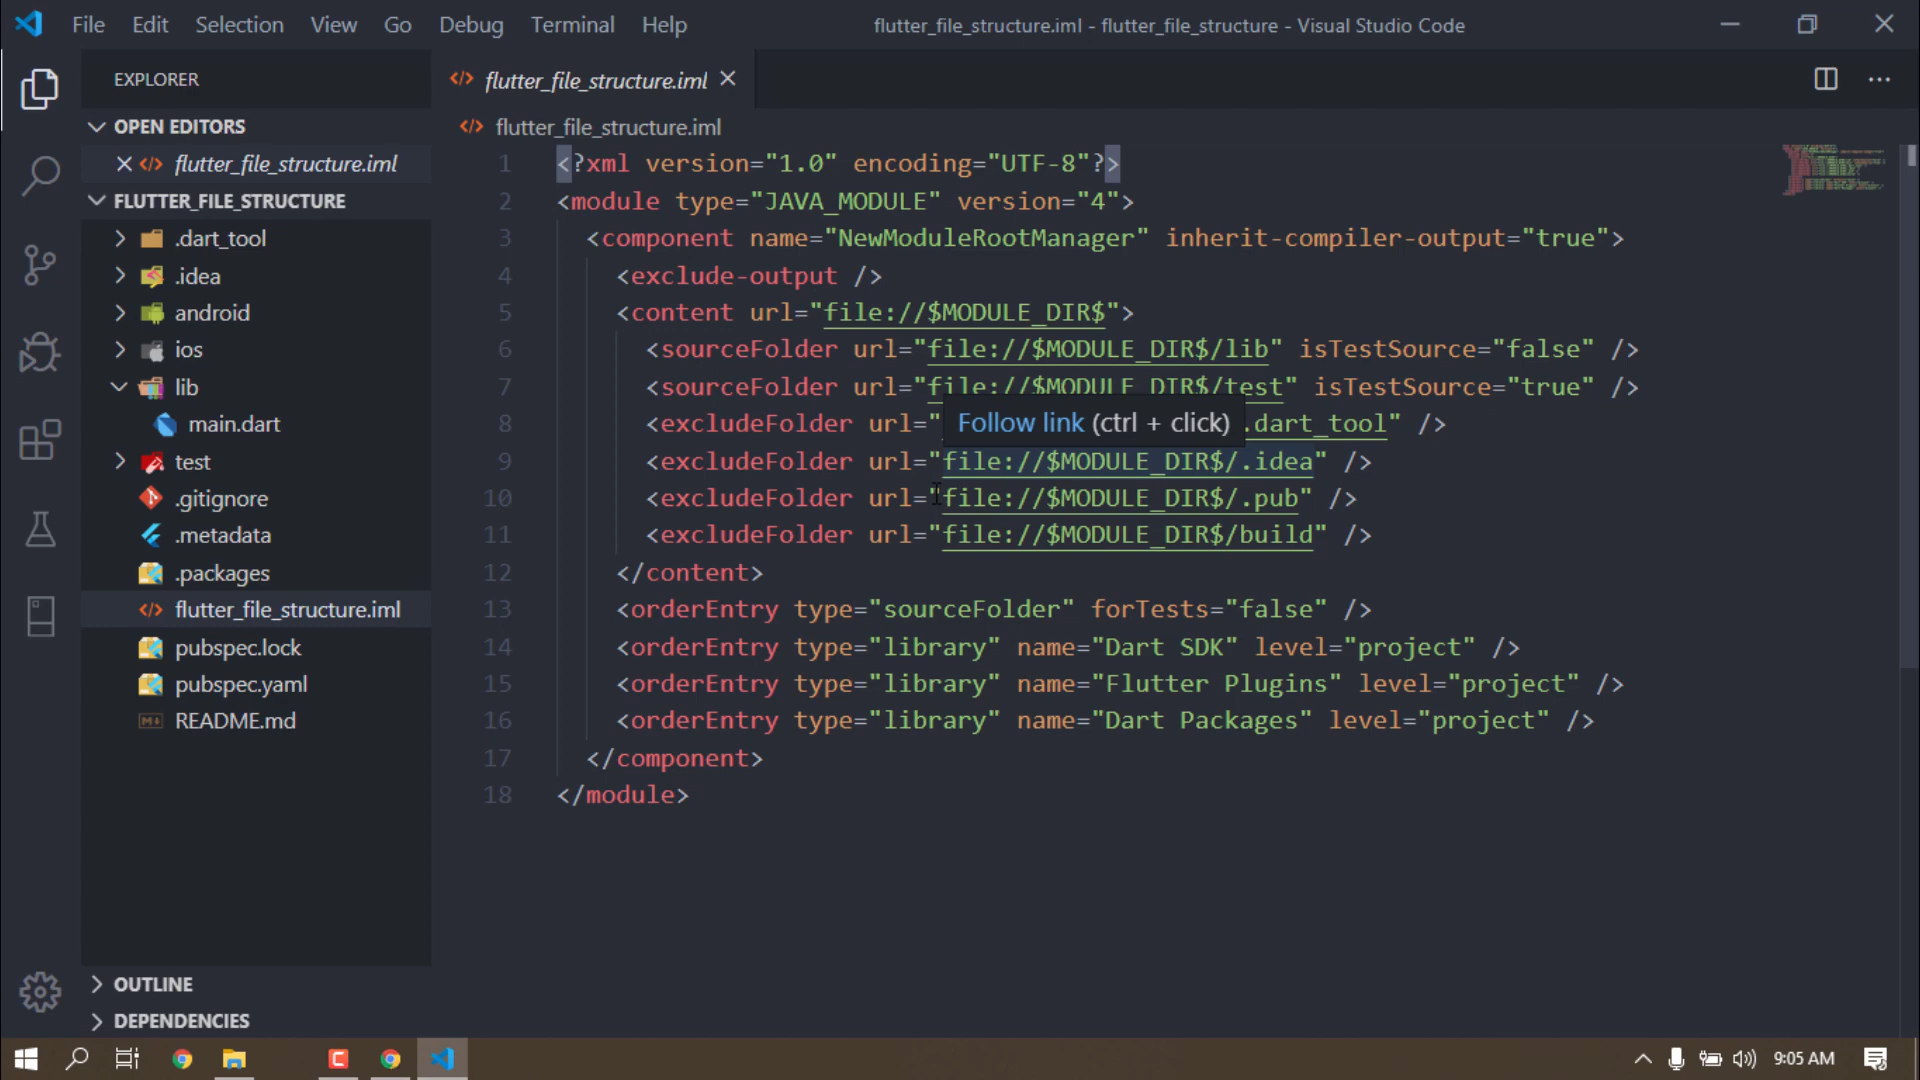 File Edit Selection View Go Debug Terminal Help
flutter_file_structure.iml - flutter_file_structure - Visual Studio Code
EXPLORER
OPEN EDITORS
flutter_file_structure.iml
FLUTTER_FILE_STRUCTURE
.dart_tool
.idea
android
ios
lib
main.dart
test
.gitignore
.metadata
.packages
flutter_file_structure.iml
pubspec.lock
pubspec.yaml
README.md
OUTLINE
DEPENDENCIES
flutter_file_structure.iml
flutter_file_structure.iml
1 <?xml version="1.0" encoding="UTF-8"?>
2 <module type="JAVA_MODULE" version="4">
3 <component name="NewModuleRootManager" inherit-compiler-output="true">
4 <exclude-output />
5 <content url="file://$MODULE_DIR$">
6 <sourceFolder url="file://$MODULE_DIR$/lib" isTestSource="false" />
7 <sourceFolder url="file://$MODULE_DIR$/test" isTestSource="true" />
8 <excludeFolder url=" .dart_tool" />
Follow link (ctrl + click)
9 <excludeFolder url="file://$MODULE_DIR$/.idea" />
10 <excludeFolder url="file://$MODULE_DIR$/.pub" />
11 <excludeFolder url="file://$MODULE_DIR$/build" />
12 </content>
13 <orderEntry type="sourceFolder" forTests="false" />
14 <orderEntry type="library" name="Dart SDK" level="project" />
15 <orderEntry type="library" name="Flutter Plugins" level="project" />
16 <orderEntry type="library" name="Dart Packages" level="project" />
17 </component>
18 </module>
9:05 AM